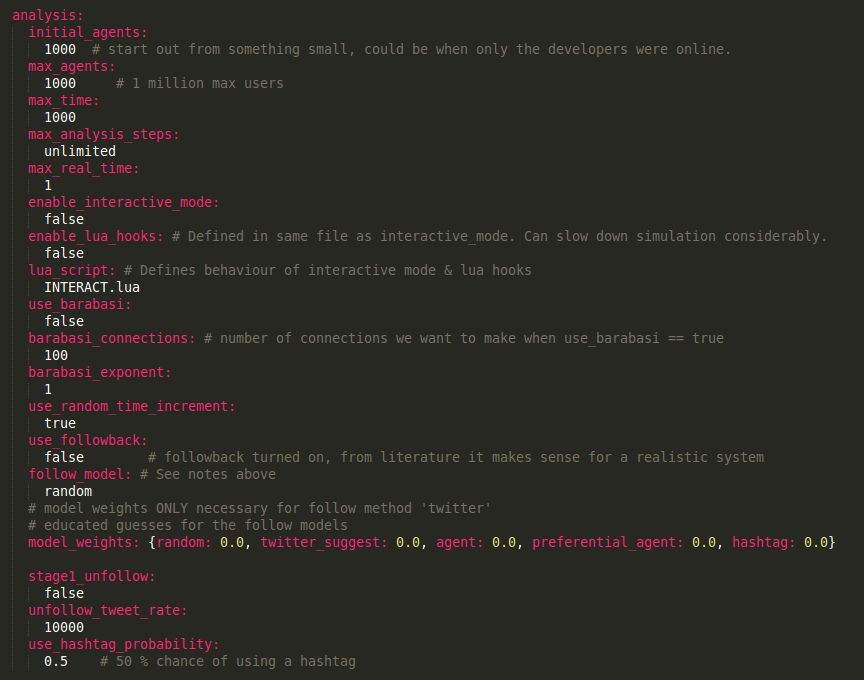 analysis:
initial_agents:
1000 # start out from something small, could be when only the developers were online.
max_agents:
1000 # 1 million max users
max_time:
1000
max_analysis_steps:
unlimited
max_real_time:
1
enable_interactive_mode:
false
enable_lua_hooks: # Defined in same file as interactive_mode. Can slow down simulation considerably.
false
lua_script: # Defines behaviour of interactive mode & lua hooks
INTERACT.lua
use_barabasi:
false
barabasi_connections: # number of connections we want to make when use_barabasi == true
100
barabasi_exponent:
1
use_random_time_increment:
true
use_followback:
false # followback turned on, from literature it makes sense for a realistic system
follow_model: # See notes above
random
# model weights ONLY necessary for follow method 'twitter'
# educated guesses for the follow models
model_weights: {random: 0.0, twitter_suggest: 0.0, agent: 0.0, preferential_agent: 0.0, hashtag: 0.0}
stage1_unfollow:
false
unfollow_tweet_rate:
10000
use_hashtag_probability:
0.5 # 50 % chance of using a hashtag